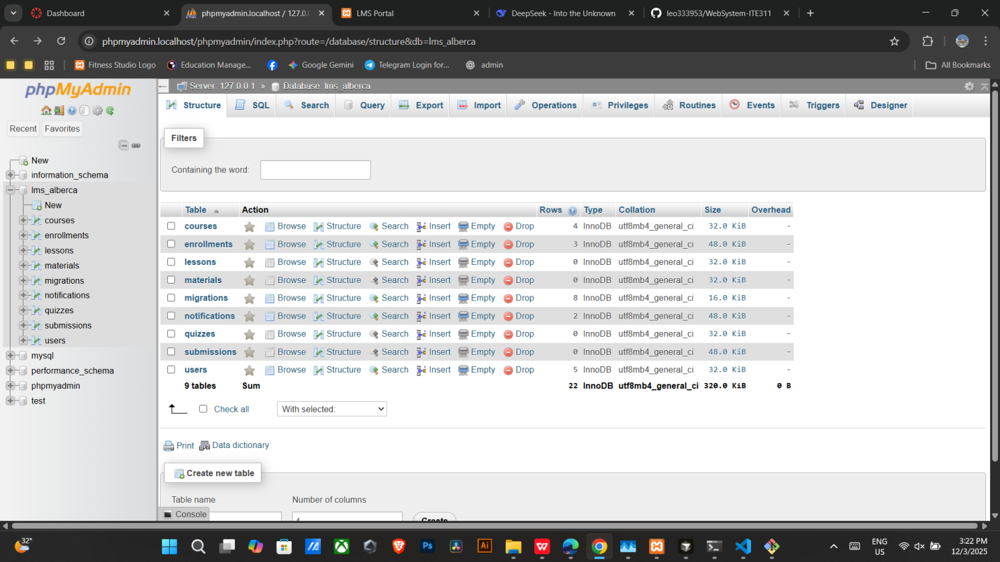 Dashboard
phpmyadmin.localhost / 127.0.0
LMS Portal
DeepSeek - Into the Unknown
leo333953/WebSystem-ITE311
phpmyadmin.localhost/phpmyadmin/index.php?route=/database/structure&db=lms_alberca
Fitness Studio Logo
Education Manage...
Google Gemini
Telegram Login for...
admin
All Bookmarks
phpMyAdmin
Recent
Favorites
New
information_schema
lms_alberca
New
courses
enrollments
lessons
materials
migrations
notifications
quizzes
submissions
users
mysql
performance_schema
phpmyadmin
test
Server: 127.0.0.1 » Database: lms_alberca
Structure SQL Search Query Export Import Operations Privileges Routines Events Triggers Designer
Filters
Containing the word:
Table Action Rows Type Collation Size Overhead
courses Browse Structure Search Insert Empty Drop 4 InnoDB utf8mb4_general_ci 32.0 KiB -
enrollments Browse Structure Search Insert Empty Drop 3 InnoDB utf8mb4_general_ci 48.0 KiB -
lessons Browse Structure Search Insert Empty Drop 0 InnoDB utf8mb4_general_ci 32.0 KiB -
materials Browse Structure Search Insert Empty Drop 0 InnoDB utf8mb4_general_ci 32.0 KiB -
migrations Browse Structure Search Insert Empty Drop 8 InnoDB utf8mb4_general_ci 16.0 KiB -
notifications Browse Structure Search Insert Empty Drop 2 InnoDB utf8mb4_general_ci 48.0 KiB -
quizzes Browse Structure Search Insert Empty Drop 0 InnoDB utf8mb4_general_ci 32.0 KiB -
submissions Browse Structure Search Insert Empty Drop 0 InnoDB utf8mb4_general_ci 48.0 KiB -
users Browse Structure Search Insert Empty Drop 5 InnoDB utf8mb4_general_ci 32.0 KiB -
9 tables Sum 22 InnoDB utf8mb4_general_ci 320.0 KiB 0 B
Check all
With selected:
Print Data dictionary
Create new table
Table name
Number of columns
4
Create
Console
32°
Ps
Ai
ENG
US
3:22 PM
12/3/2025